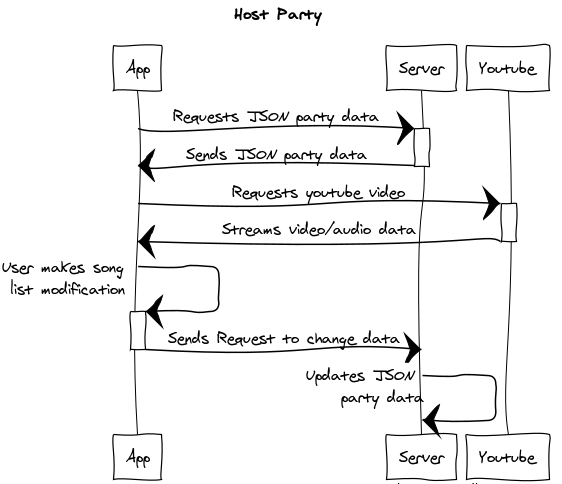 Host Party
App
Server
Youtube
Requests JSON party data
Sends JSON party data
Requests youtube video
Streams video/audio data
User makes song
list modification
Sends Request to change data
Updates JSON
party data
App
Server
Youtube